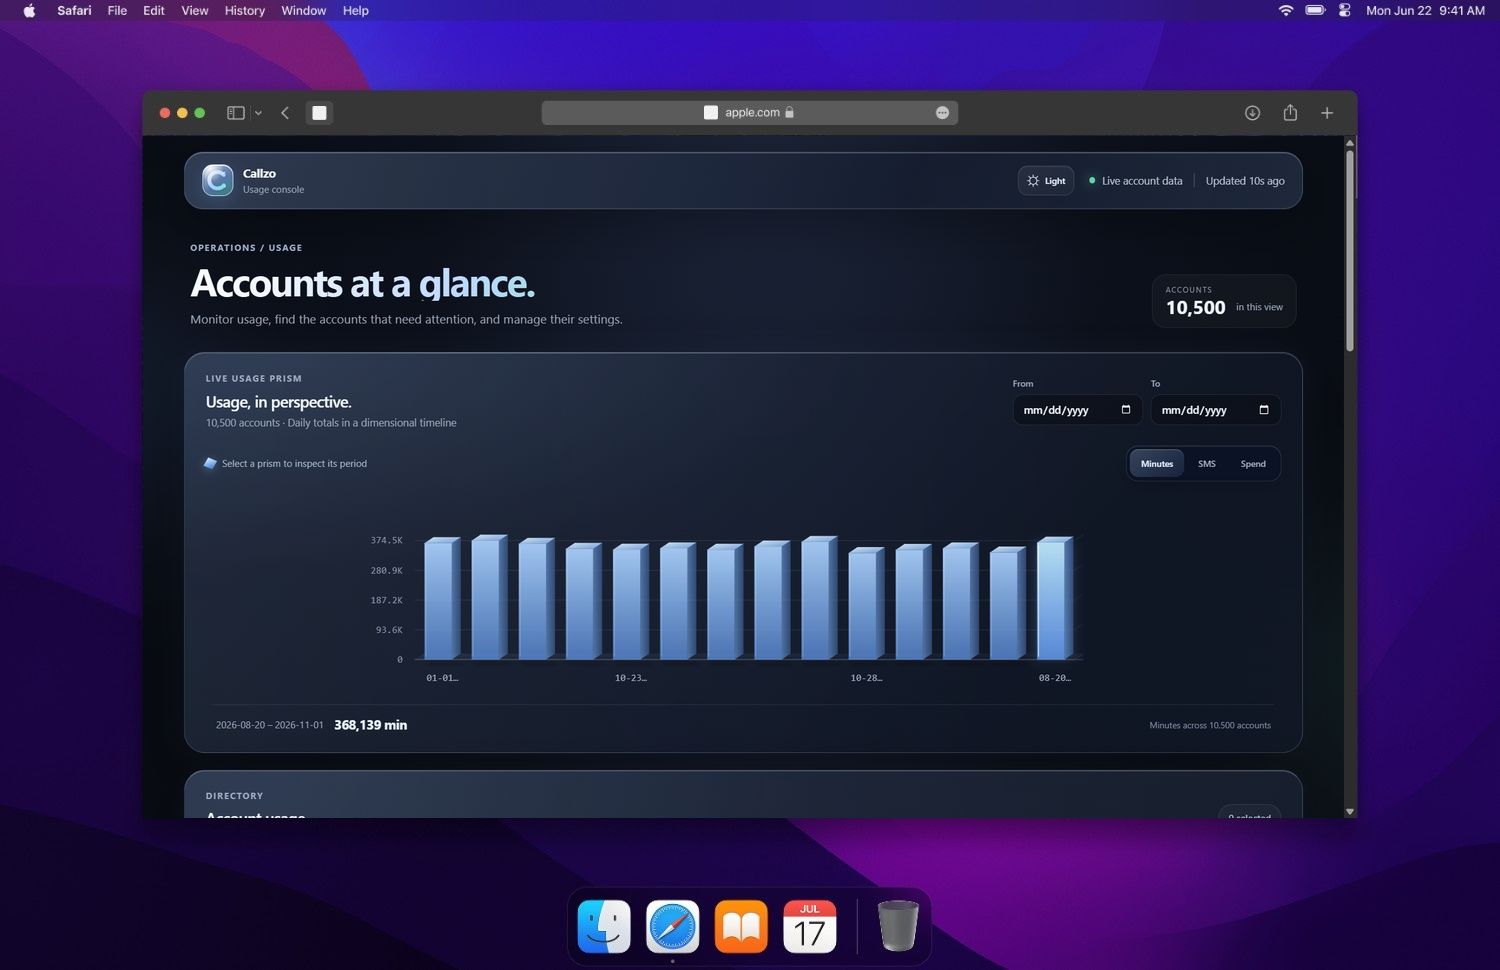 Safari File Edit View History Window Help
Mon Jun 22 9:41 AM
apple.com
Callzo
Usage console
Light
Live account data
Updated 10s ago
OPERATIONS / USAGE
Accounts at a glance.
Monitor usage, find the accounts that need attention, and manage their settings.
ACCOUNTS
10,500 in this view
LIVE USAGE PRISM
Usage, in perspective.
10,500 accounts · Daily totals in a dimensional timeline
From
To
mm/dd/yyyy
mm/dd/yyyy
Select a prism to inspect its period
Minutes SMS Spend
374.5K
280.9K
187.2K
93.6K
0
01-01… 10-23… 10-28… 08-20…
2026-08-20 – 2026-11-01 368,139 min
Minutes across 10,500 accounts
DIRECTORY
Account usage
0 selected
JUL
17